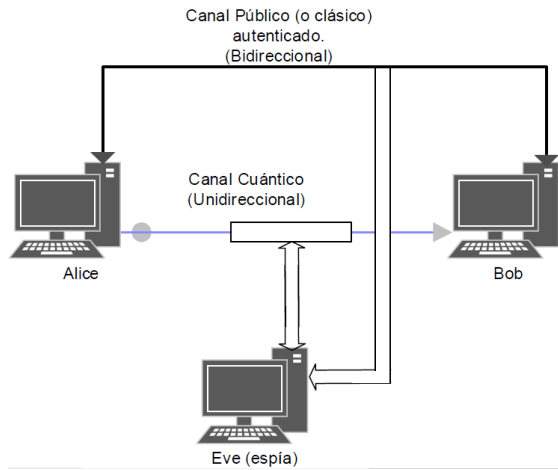 Canal Público (o clásico)
autenticado.
(Bidireccional)
Canal Cuántico
(Unidireccional)
Alice
Bob
Eve (espía)